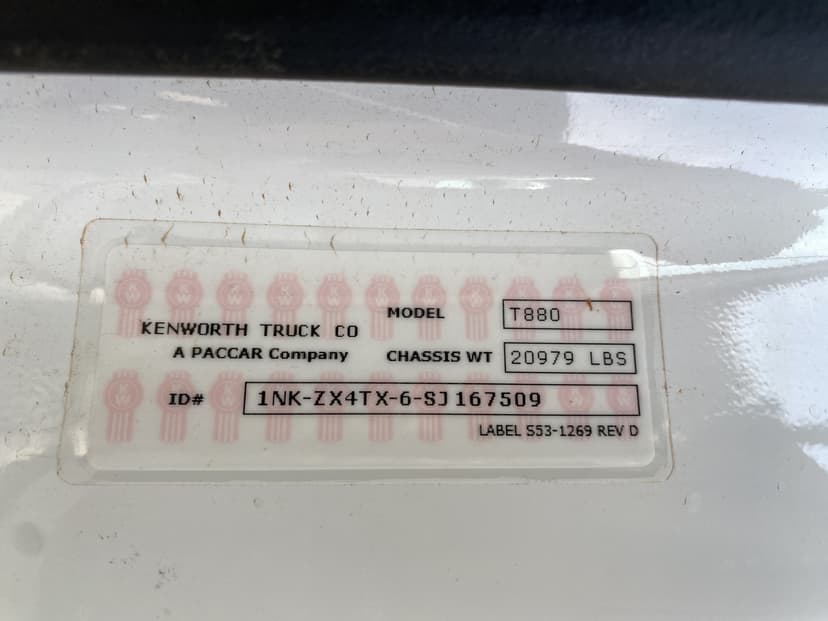 KENWORTH TRUCK CO
A PACCAR Company
MODEL T880
CHASSIS WT 20979 LBS
ID# 1NK-ZX4TX-6-SJ167509
LABEL S53-1269 REV D